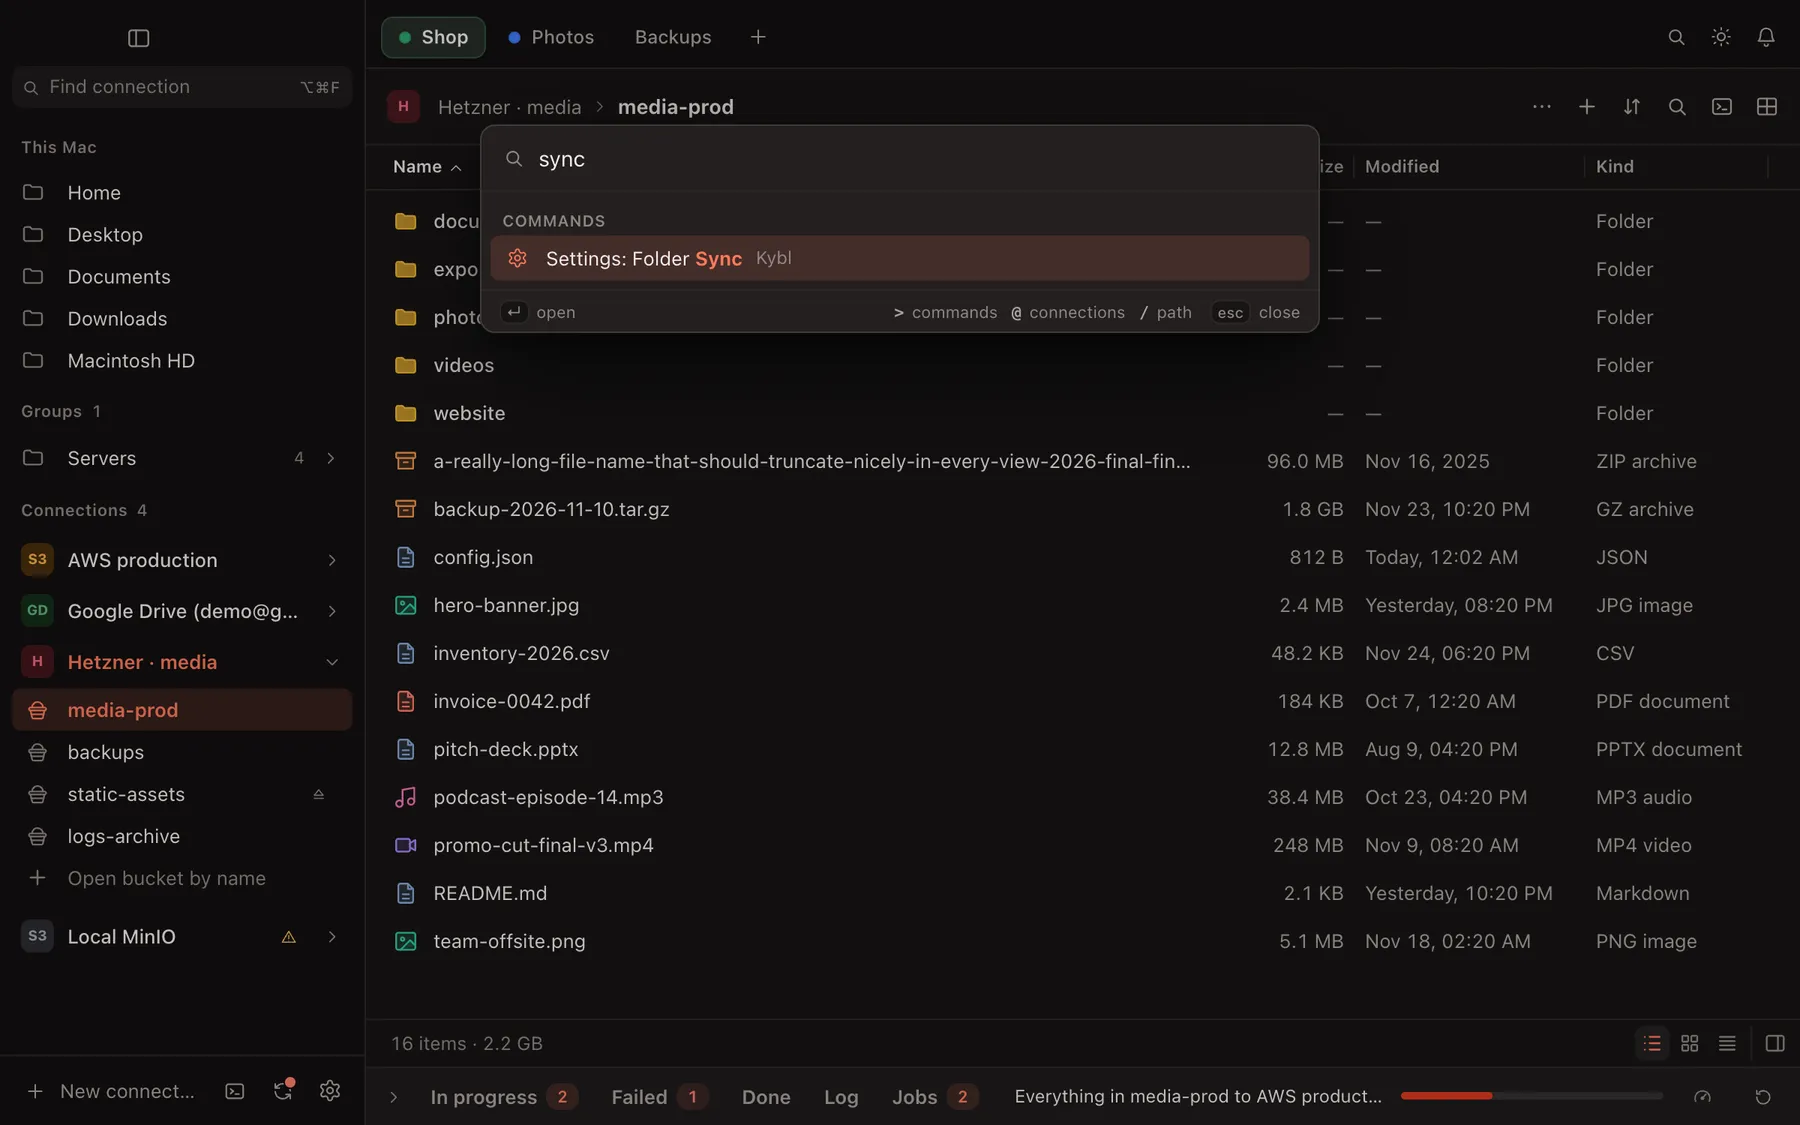 Find connection ⌥⌘F
This Mac
Home
Desktop
Documents
Downloads
Macintosh HD
Groups 1
Servers 4
Connections 4
S3 AWS production
GD Google Drive (demo@g...
H Hetzner · media
media-prod
backups
static-assets
logs-archive
Open bucket by name
S3 Local MinIO
New connect...
Shop Photos Backups
H Hetzner · media > media-prod
sync
COMMANDS
Settings: Folder Sync Kybl
open > commands @ connections / path esc close
Name ize Modified Kind
docu — — Folder
expo — — Folder
photo — — Folder
videos — — Folder
website — — Folder
a-really-long-file-name-that-should-truncate-nicely-in-every-view-2026-final-fin... 96.0 MB Nov 16, 2025 ZIP archive
backup-2026-11-10.tar.gz 1.8 GB Nov 23, 10:20 PM GZ archive
config.json 812 B Today, 12:02 AM JSON
hero-banner.jpg 2.4 MB Yesterday, 08:20 PM JPG image
inventory-2026.csv 48.2 KB Nov 24, 06:20 PM CSV
invoice-0042.pdf 184 KB Oct 7, 12:20 AM PDF document
pitch-deck.pptx 12.8 MB Aug 9, 04:20 PM PPTX document
podcast-episode-14.mp3 38.4 MB Oct 23, 04:20 PM MP3 audio
promo-cut-final-v3.mp4 248 MB Nov 9, 08:20 AM MP4 video
README.md 2.1 KB Yesterday, 10:20 PM Markdown
team-offsite.png 5.1 MB Nov 18, 02:20 AM PNG image
16 items · 2.2 GB
In progress 2 Failed 1 Done Log Jobs 2 Everything in media-prod to AWS product...